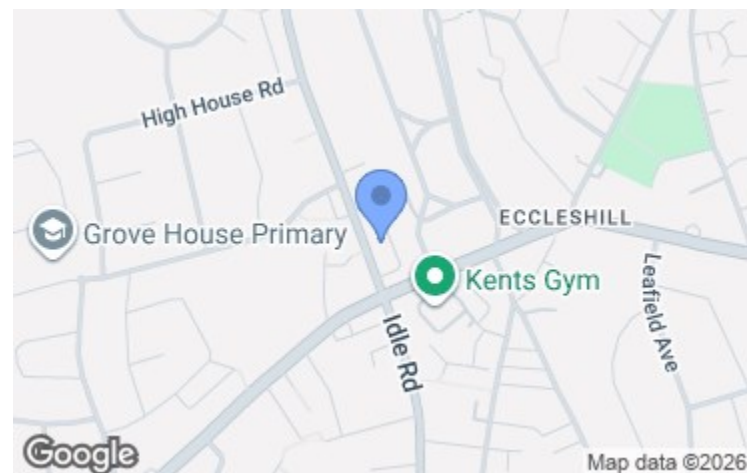 High House Rd
Grove House Primary
ECCLESHILL
Kents Gym
Leafield Ave
Idle Rd
Google
Map data ©2026